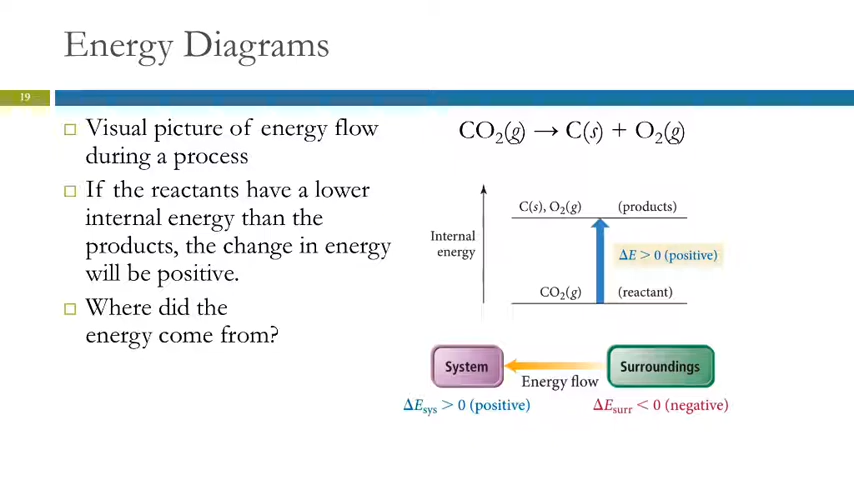 Energy Diagrams
19
□ Visual picture of energy flow
during a process
□ If the reactants have a lower
internal energy than the
products, the change in energy
will be positive.
□ Where did the
energy come from?
CO₂(g) → C(s) + O₂(g)
C(s), O₂(g) (products)
Internal
energy
ΔE > 0 (positive)
CO₂(g) (reactant)
System
Surroundings
Energy flow
ΔEsys > 0 (positive)
ΔEsurr < 0 (negative)